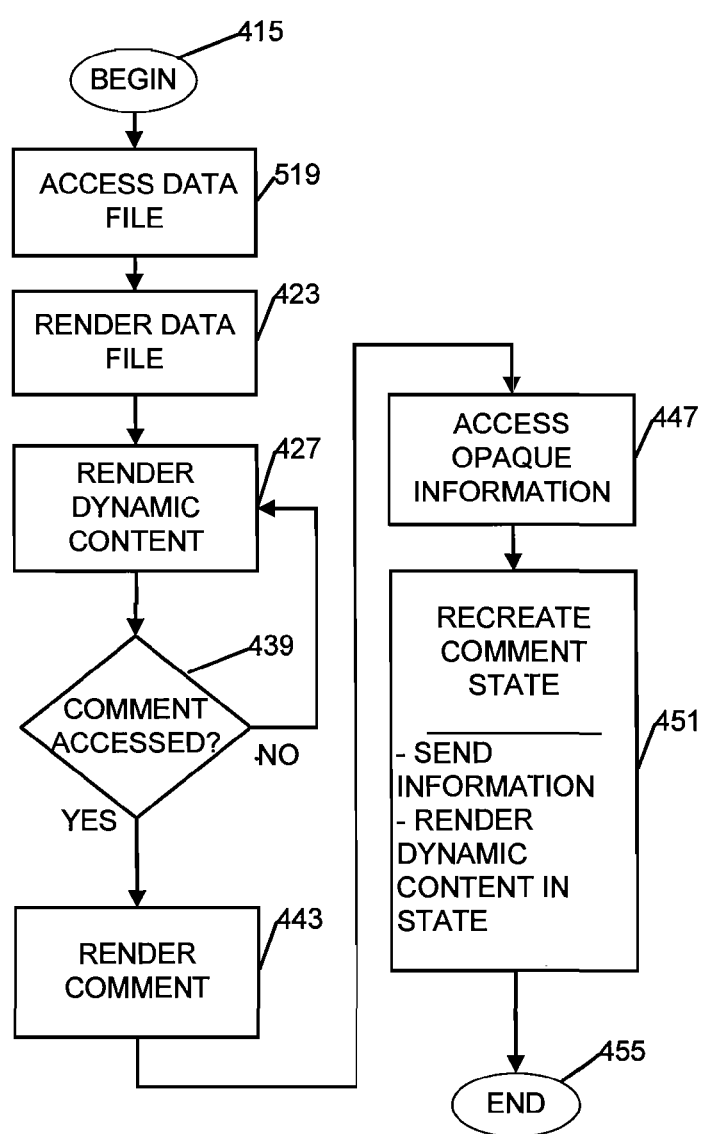 415
BEGIN
ACCESS DATA
FILE
519
RENDER DATA
FILE
423
RENDER
DYNAMIC
CONTENT
427
COMMENT
ACCESSED?
439
NO
YES
RENDER
COMMENT
443
ACCESS
OPAQUE
INFORMATION
447
RECREATE
COMMENT
STATE
- SEND
INFORMATION
- RENDER
DYNAMIC
CONTENT IN
STATE
451
455
END